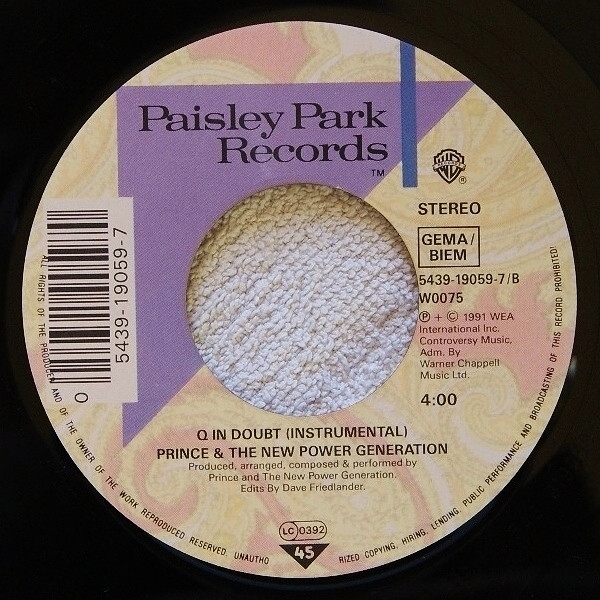 Paisley Park
Records
TM
®
STEREO
GEMA/
BIEM
5439-19059-7/B
W0075
Ⓟ + © 1991 WEA
International Inc.
Controversy Music,
Adm. By
Warner Chappell
Music Ltd.
4:00
5439-19059-7
0
Q IN DOUBT (INSTRUMENTAL)
PRINCE & THE NEW POWER GENERATION
Produced, arranged, composed & performed by
Prince and The New Power Generation.
Edits By Dave Friedlander.
LC 0392
45
ALL RIGHTS OF THE PRODUCER AND OF THE OWNER OF THE WORK REPRODUCED RESERVED. UNAUTHORIZED COPYING, HIRING, LENDING, PUBLIC PERFORMANCE AND BROADCASTING OF THIS RECORD PROHIBITED!